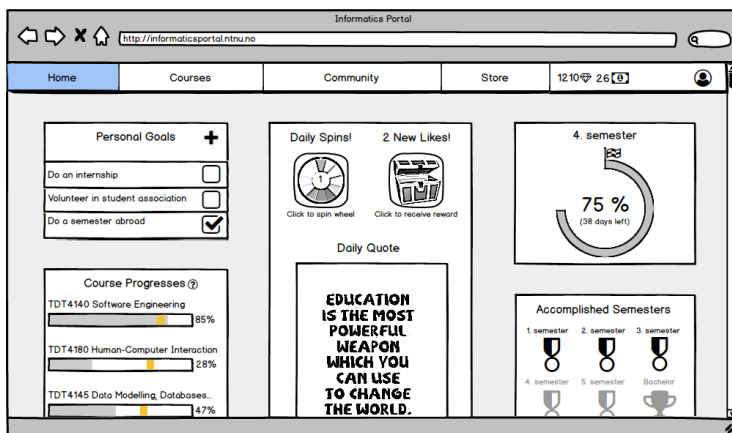 Informatics Portal
http://informaticsportal.ntnu.no
Home Courses Community Store 1210 26
Personal Goals
Do an internship
Volunteer in student association
Do a semester abroad
Course Progresses
TDT4140 Software Engineering
85%
TDT4180 Human-Computer Interaction
28%
TDT4145 Data Modelling, Databases...
47%
Daily Spins! 2 New Likes!
1
Click to spin wheel Click to receive reward
Daily Quote
EDUCATION
IS THE MOST
POWERFUL
WEAPON
WHICH YOU
CAN USE
TO CHANGE
THE WORLD.
4. semester
75 %
(38 days left)
Accomplished Semesters
1. semester 2. semester 3. semester
4. semester 5. semester Bachelor